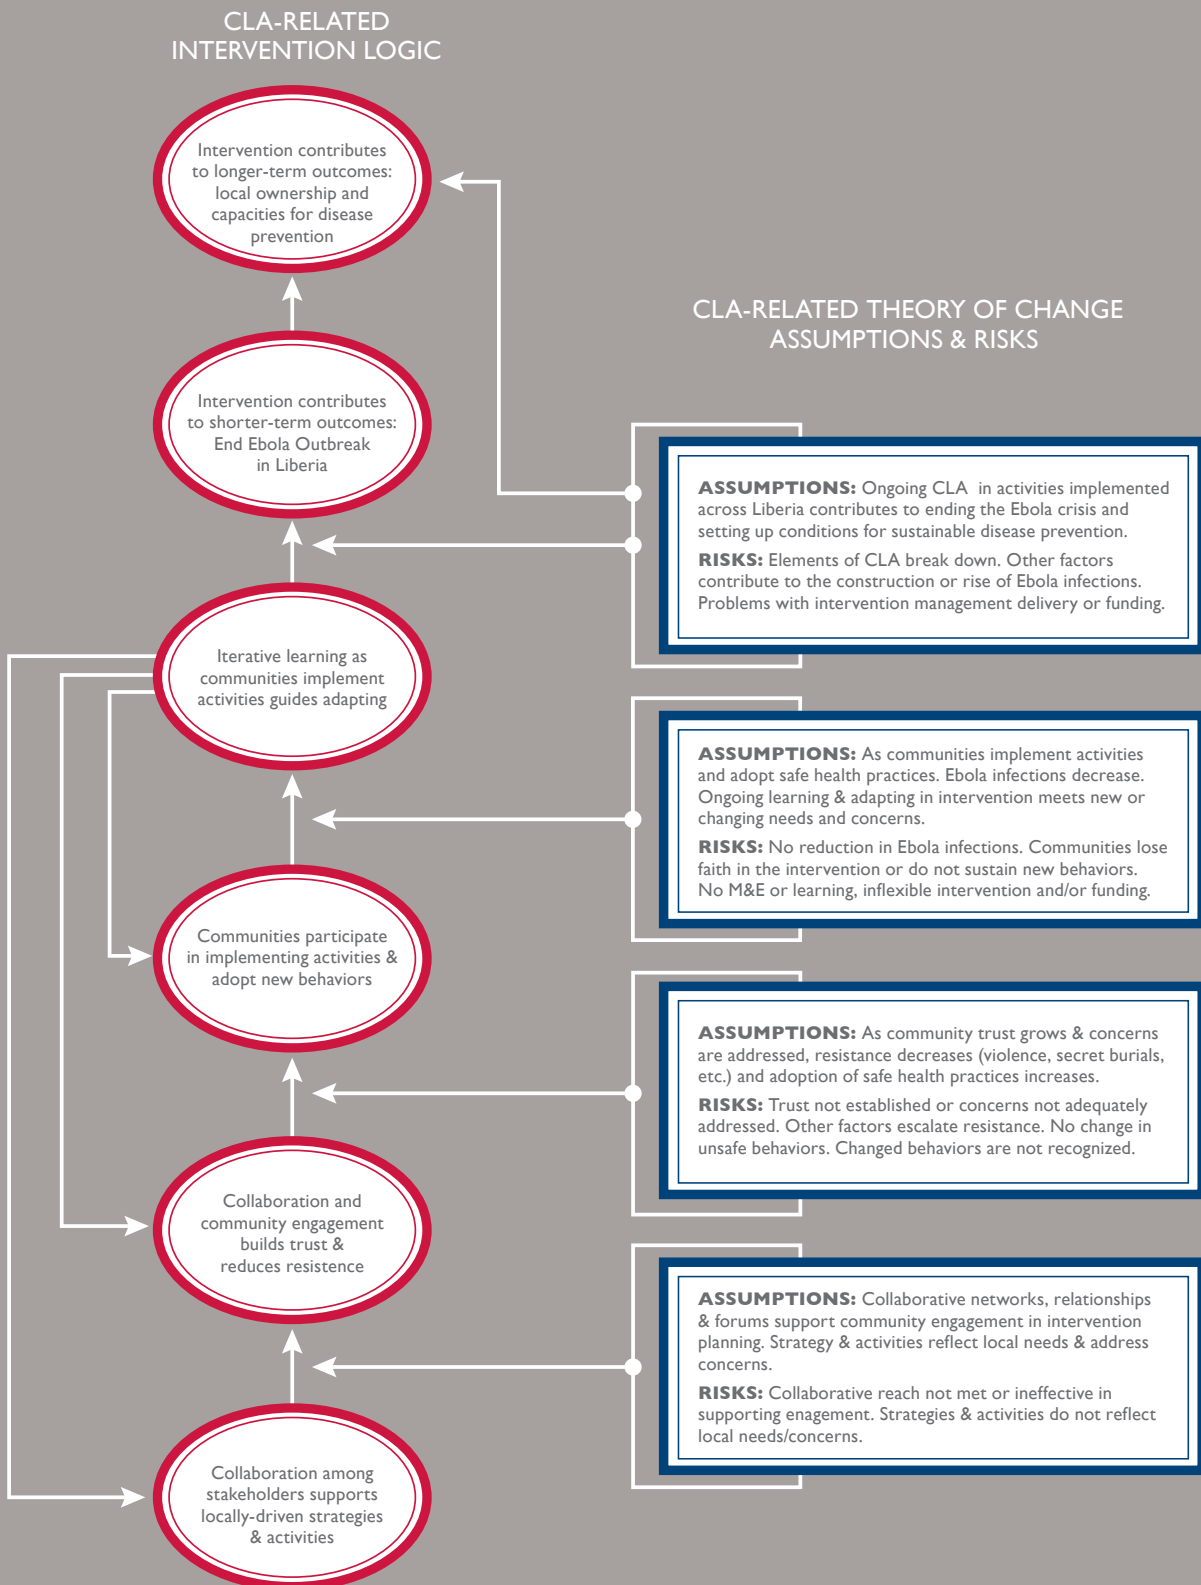 CLA-RELATED
INTERVENTION LOGIC
Intervention contributes
to longer-term outcomes:
local ownership and
capacities for disease
prevention
Intervention contributes
to shorter-term outcomes:
End Ebola Outbreak
in Liberia
Iterative learning as
communities implement
activities guides adapting
Communities participate
in implementing activities &
adopt new behaviors
Collaboration and
community engagement
builds trust &
reduces resistence
Collaboration among
stakeholders supports
locally-driven strategies
& activities
CLA-RELATED THEORY OF CHANGE
ASSUMPTIONS & RISKS
ASSUMPTIONS: Ongoing CLA in activities implemented
across Liberia contributes to ending the Ebola crisis and
setting up conditions for sustainable disease prevention.
RISKS: Elements of CLA break down. Other factors
contribute to the construction or rise of Ebola infections.
Problems with intervention management delivery or funding.
ASSUMPTIONS: As communities implement activities
and adopt safe health practices. Ebola infections decrease.
Ongoing learning & adapting in intervention meets new or
changing needs and concerns.
RISKS: No reduction in Ebola infections. Communities lose
faith in the intervention or do not sustain new behaviors.
No M&E or learning, inflexible intervention and/or funding.
ASSUMPTIONS: As community trust grows & concerns
are addressed, resistance decreases (violence, secret burials,
etc.) and adoption of safe health practices increases.
RISKS: Trust not established or concerns not adequately
addressed. Other factors escalate resistance. No change in
unsafe behaviors. Changed behaviors are not recognized.
ASSUMPTIONS: Collaborative networks, relationships
& forums support community engagement in intervention
planning. Strategy & activities reflect local needs & address
concerns.
RISKS: Collaborative reach not met or ineffective in
supporting enagement. Strategies & activities do not reflect
local needs/concerns.